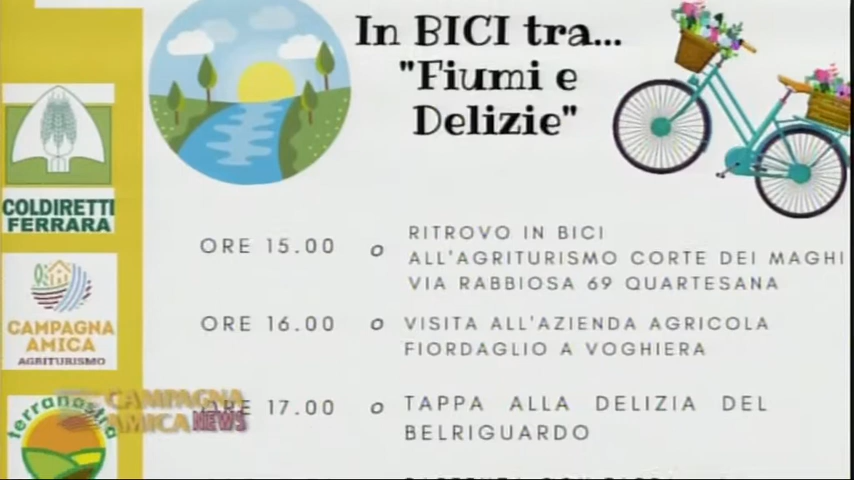 In BICI tra...
"Fiumi e
Delizie"
COLDIRETTI
FERRARA
CAMPAGNA
AMICA
AGRITURISMO
terranostra
CAMPAGNA
AMICA NEWS
ORE 15.00 o RITROVO IN BICI
ALL'AGRITURISMO CORTE DEI MAGHI
VIA RABBIOSA 69 QUARTESANA
ORE 16.00 o VISITA ALL'AZIENDA AGRICOLA
FIORDAGLIO A VOGHIERA
ORE 17.00 o TAPPA ALLA DELIZIA DEL
BELRIGUARDO